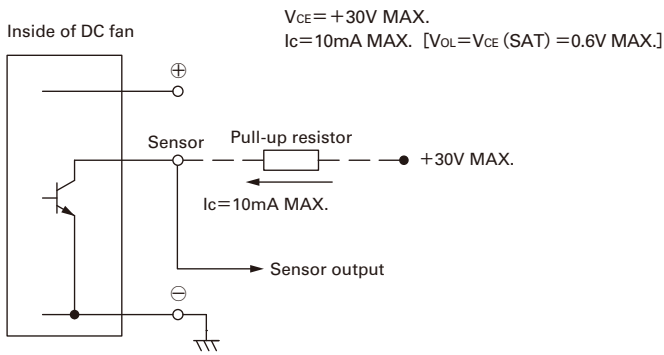 VCE=+30V MAX.
Ic=10mA MAX. [VOL=VCE (SAT) =0.6V MAX.]
Inside of DC fan
⊕
Sensor
Pull-up resistor
+30V MAX.
Ic=10mA MAX.
Sensor output
⊖